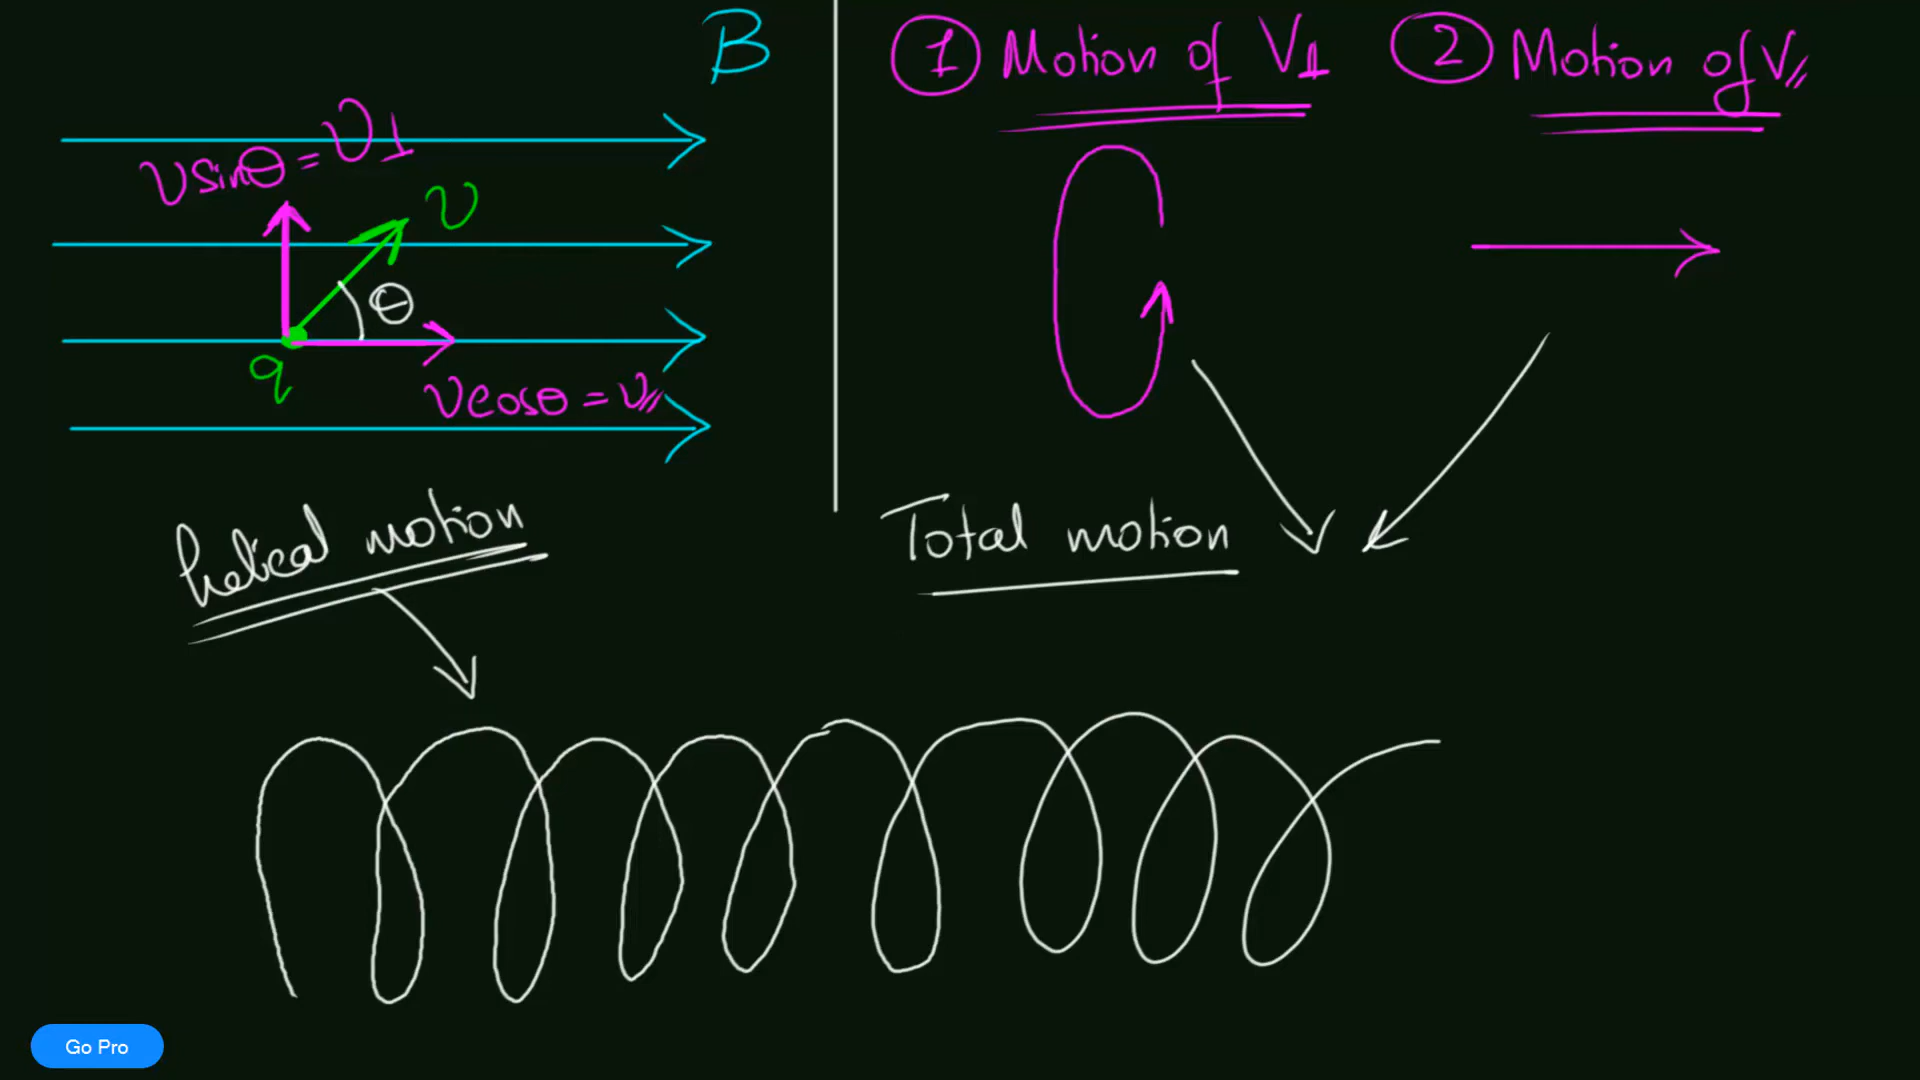 B
① Motion of V⊥
② Motion of V∥
vsinθ = v⊥
v
θ
q
vcosθ = v∥
helical motion
Total motion
Go Pro